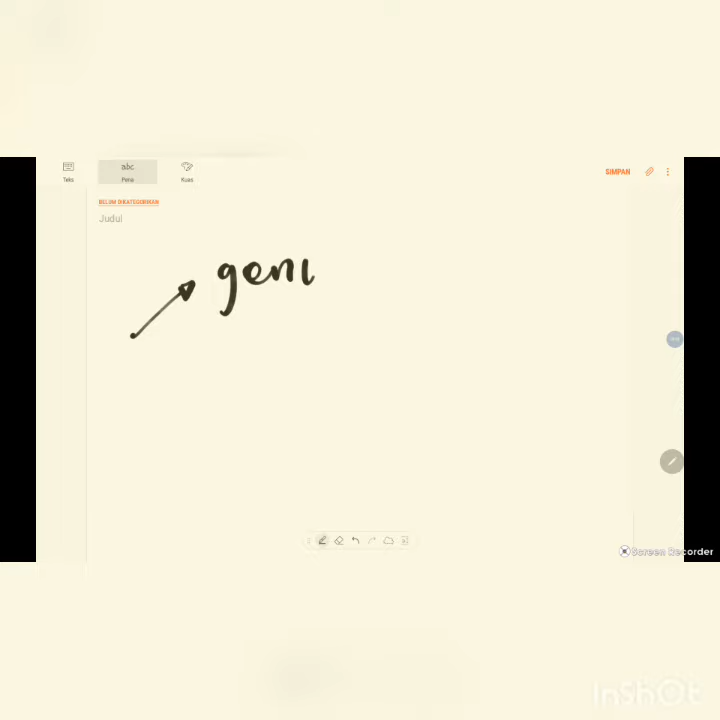 abc
Teks
Pena
Kuas
SIMPAN
BELUM DIKATEGORIKAN
Judul
geni
Screen Recorder
InShOt